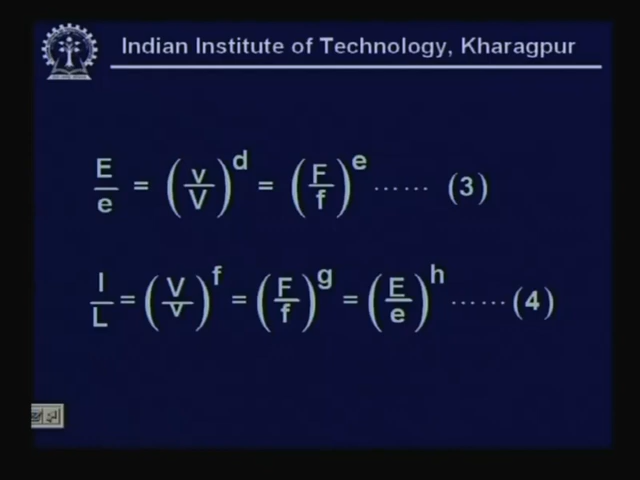 Indian Institute of Technology, Kharagpur
E/e = (v/V)^d = (F/f)^e ...... (3)
l/L = (V/v)^f = (F/f)^g = (E/e)^h ...... (4)